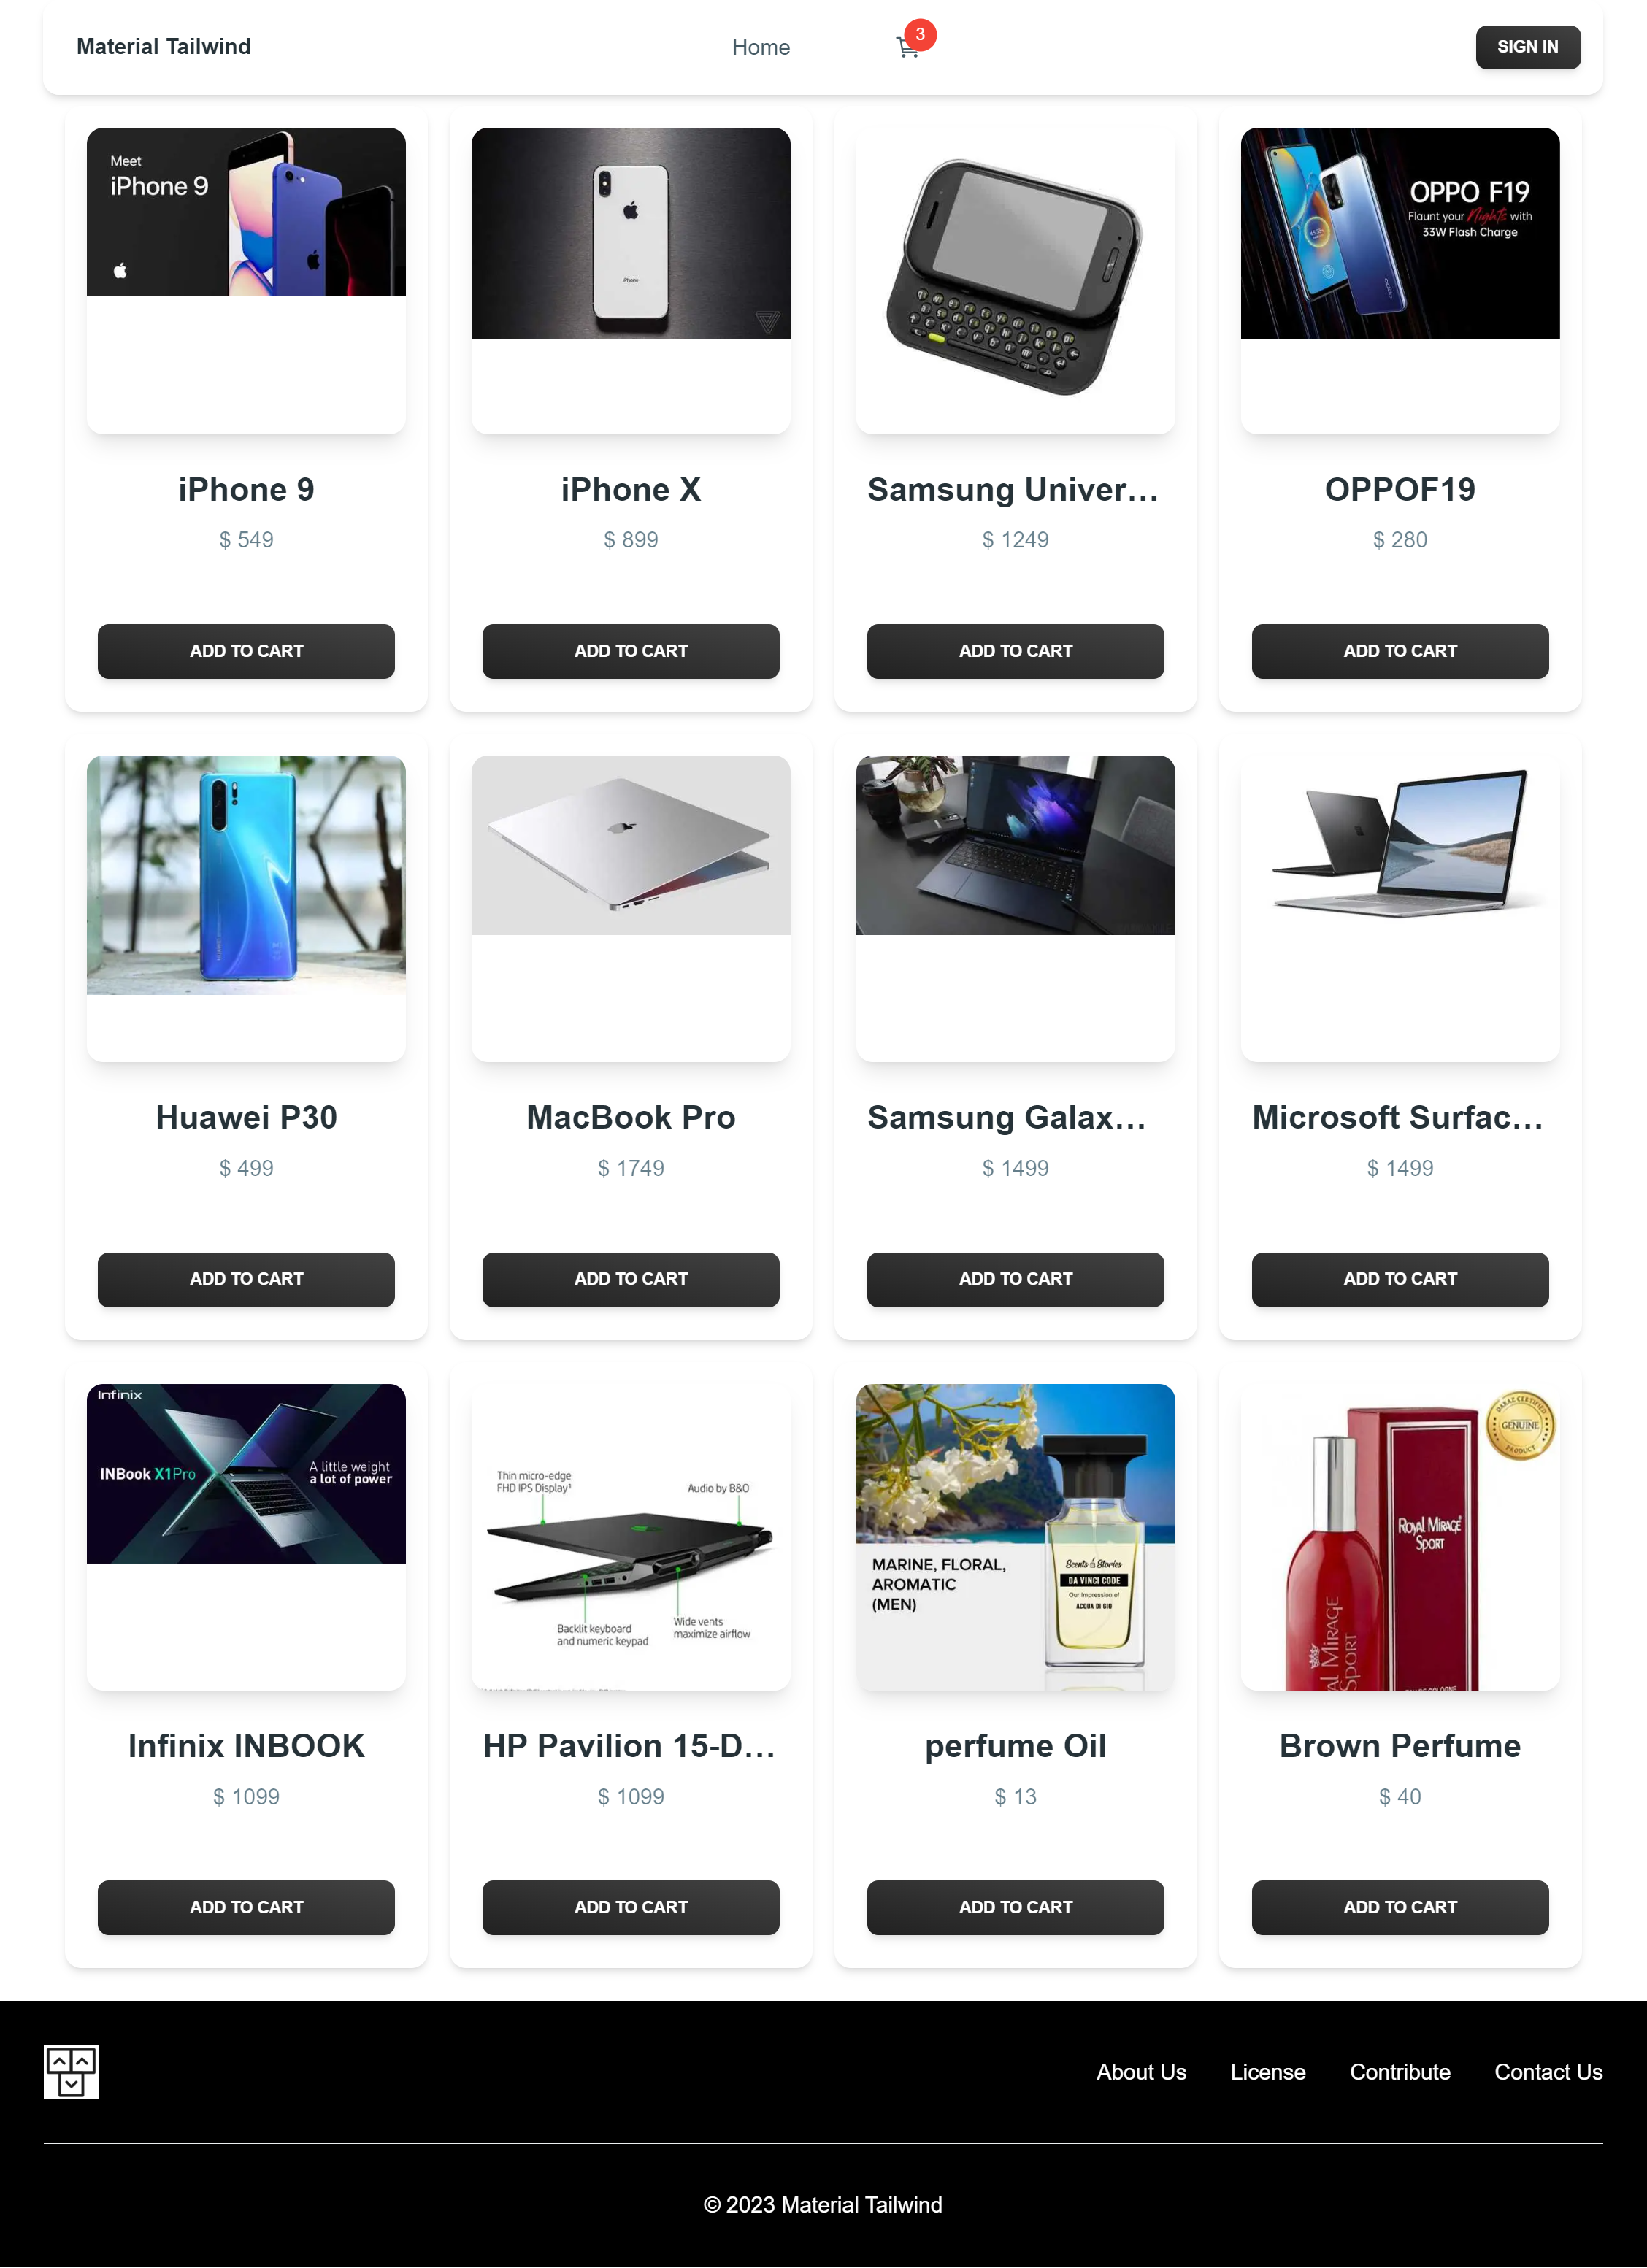 Material Tailwind
Home
3
SIGN IN
Meet
iPhone 9
iPhone
OPPO F19
Flaunt your Nights with
33W Flash Charge
iPhone 9
iPhone X
Samsung Univer...
OPPOF19
$ 549
$ 899
$ 1249
$ 280
ADD TO CART
ADD TO CART
ADD TO CART
ADD TO CART
Huawei P30
MacBook Pro
Samsung Galax...
Microsoft Surfac...
$ 499
$ 1749
$ 1499
$ 1499
ADD TO CART
ADD TO CART
ADD TO CART
ADD TO CART
Infinix
INBook X1 Pro
A little weight
a lot of power
Thin micro-edge
FHD IPS Display¹
Audio by B&O
Backlit keyboard
and numeric keypad
Wide vents
maximize airflow
MARINE, FLORAL,
AROMATIC
(MEN)
Scents n Stories
DA VINCI CODE
Our Impression of
ACQUA DI GIO
DARAZ CERTIFIED
GENUINE
PRODUCT
ROYAL MIRAGE
SPORT
AL MIRAGE
SPORT
Infinix INBOOK
HP Pavilion 15-D...
perfume Oil
Brown Perfume
$ 1099
$ 1099
$ 13
$ 40
ADD TO CART
ADD TO CART
ADD TO CART
ADD TO CART
About Us
License
Contribute
Contact Us
© 2023 Material Tailwind